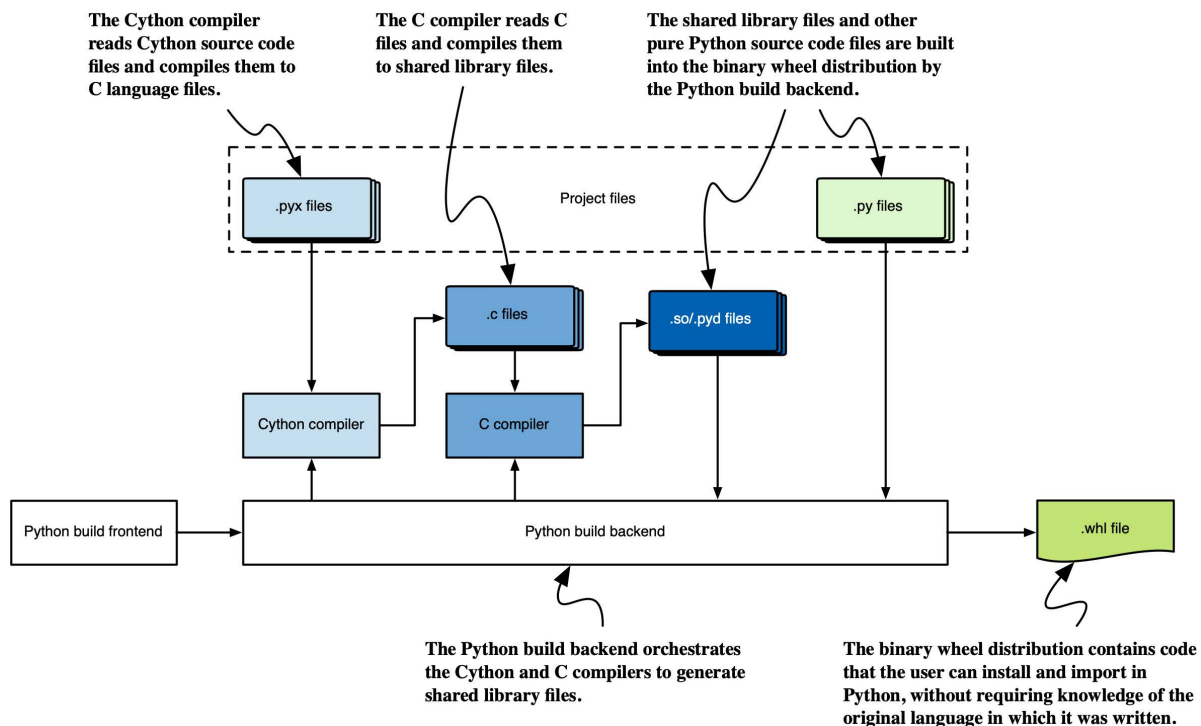 The Cython compiler
reads Cython source code
files and compiles them to
C language files.
The C compiler reads C
files and compiles them
to shared library files.
The shared library files and other
pure Python source code files are built
into the binary wheel distribution by
the Python build backend.
.pyx files
Project files
.py files
.c files
.so/.pyd files
Cython compiler
C compiler
Python build frontend
Python build backend
.whl file
The Python build backend orchestrates
the Cython and C compilers to generate
shared library files.
The binary wheel distribution contains code
that the user can install and import in
Python, without requiring knowledge of the
original language in which it was written.